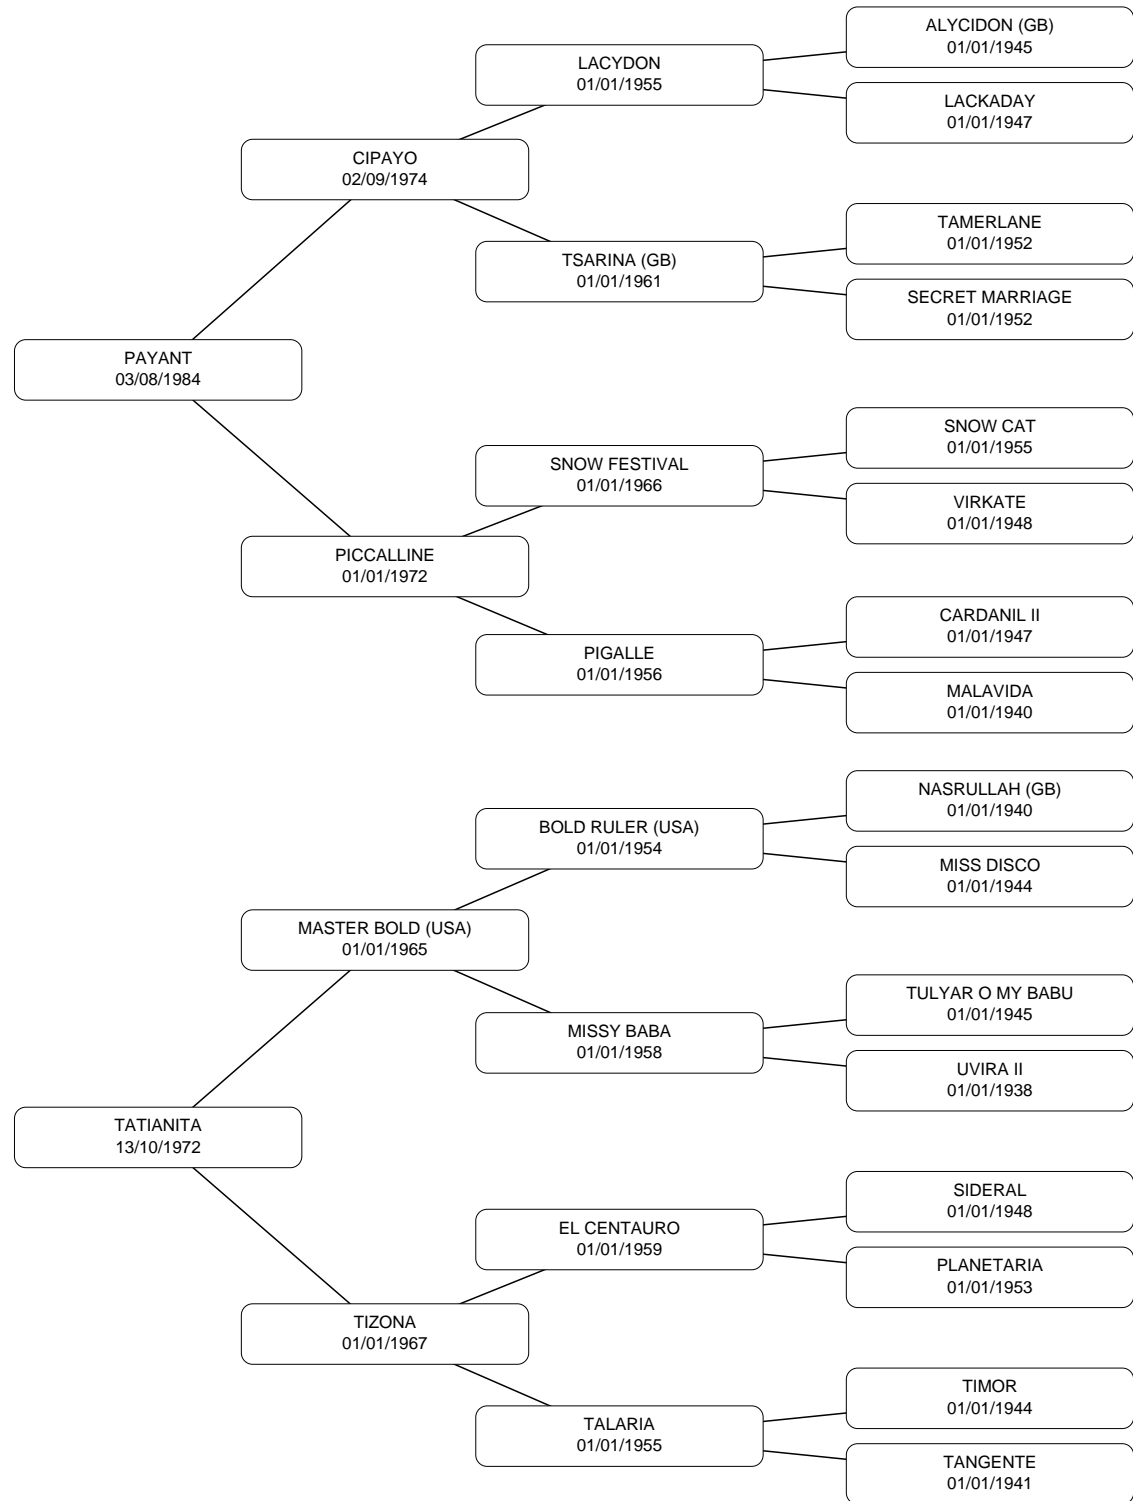 ALYCIDON (GB)
01/01/1945
LACYDON
01/01/1955
LACKADAY
01/01/1947
CIPAYO
02/09/1974
TAMERLANE
01/01/1952
TSARINA (GB)
01/01/1961
SECRET MARRIAGE
01/01/1952
PAYANT
03/08/1984
SNOW CAT
01/01/1955
SNOW FESTIVAL
01/01/1966
VIRKATE
01/01/1948
PICCALLINE
01/01/1972
CARDANIL II
01/01/1947
PIGALLE
01/01/1956
MALAVIDA
01/01/1940
NASRULLAH (GB)
01/01/1940
BOLD RULER (USA)
01/01/1954
MISS DISCO
01/01/1944
MASTER BOLD (USA)
01/01/1965
TULYAR O MY BABU
01/01/1945
MISSY BABA
01/01/1958
UVIRA II
01/01/1938
TATIANITA
13/10/1972
SIDERAL
01/01/1948
EL CENTAURO
01/01/1959
PLANETARIA
01/01/1953
TIZONA
01/01/1967
TIMOR
01/01/1944
TALARIA
01/01/1955
TANGENTE
01/01/1941